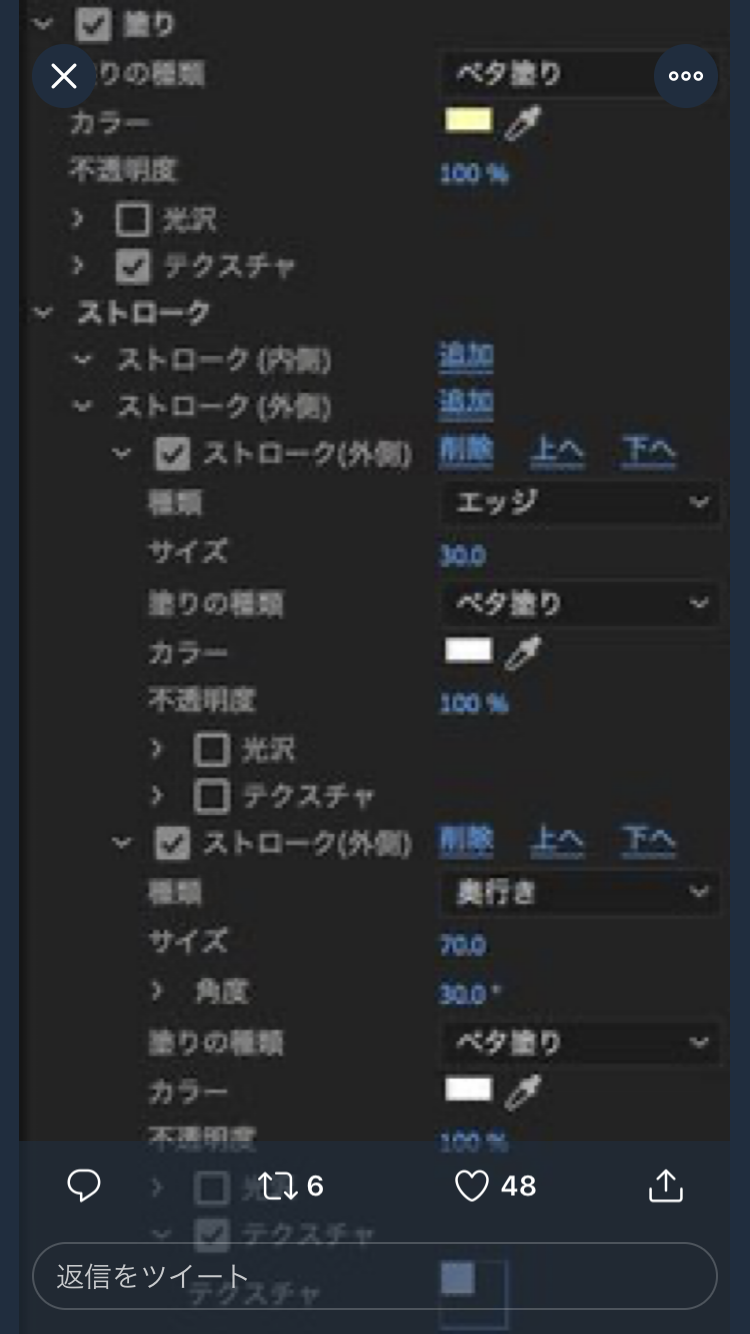 塗り
りの種類 ベタ塗り
カラー
不透明度 100 %
光沢
テクスチャ
ストローク
ストローク (内側) 追加
ストローク (外側) 追加
ストローク(外側) 削除 上へ 下へ
種類 エッジ
サイズ 30.0
塗りの種類 ベタ塗り
カラー
不透明度 100 %
光沢
テクスチャ
ストローク(外側) 削除 上へ 下へ
種類 奥行き
サイズ 70.0
角度 30.0 °
塗りの種類 ベタ塗り
カラー
不透明度 100 %
光
6 48
テクスチャ
返信をツイート
テクスチャ